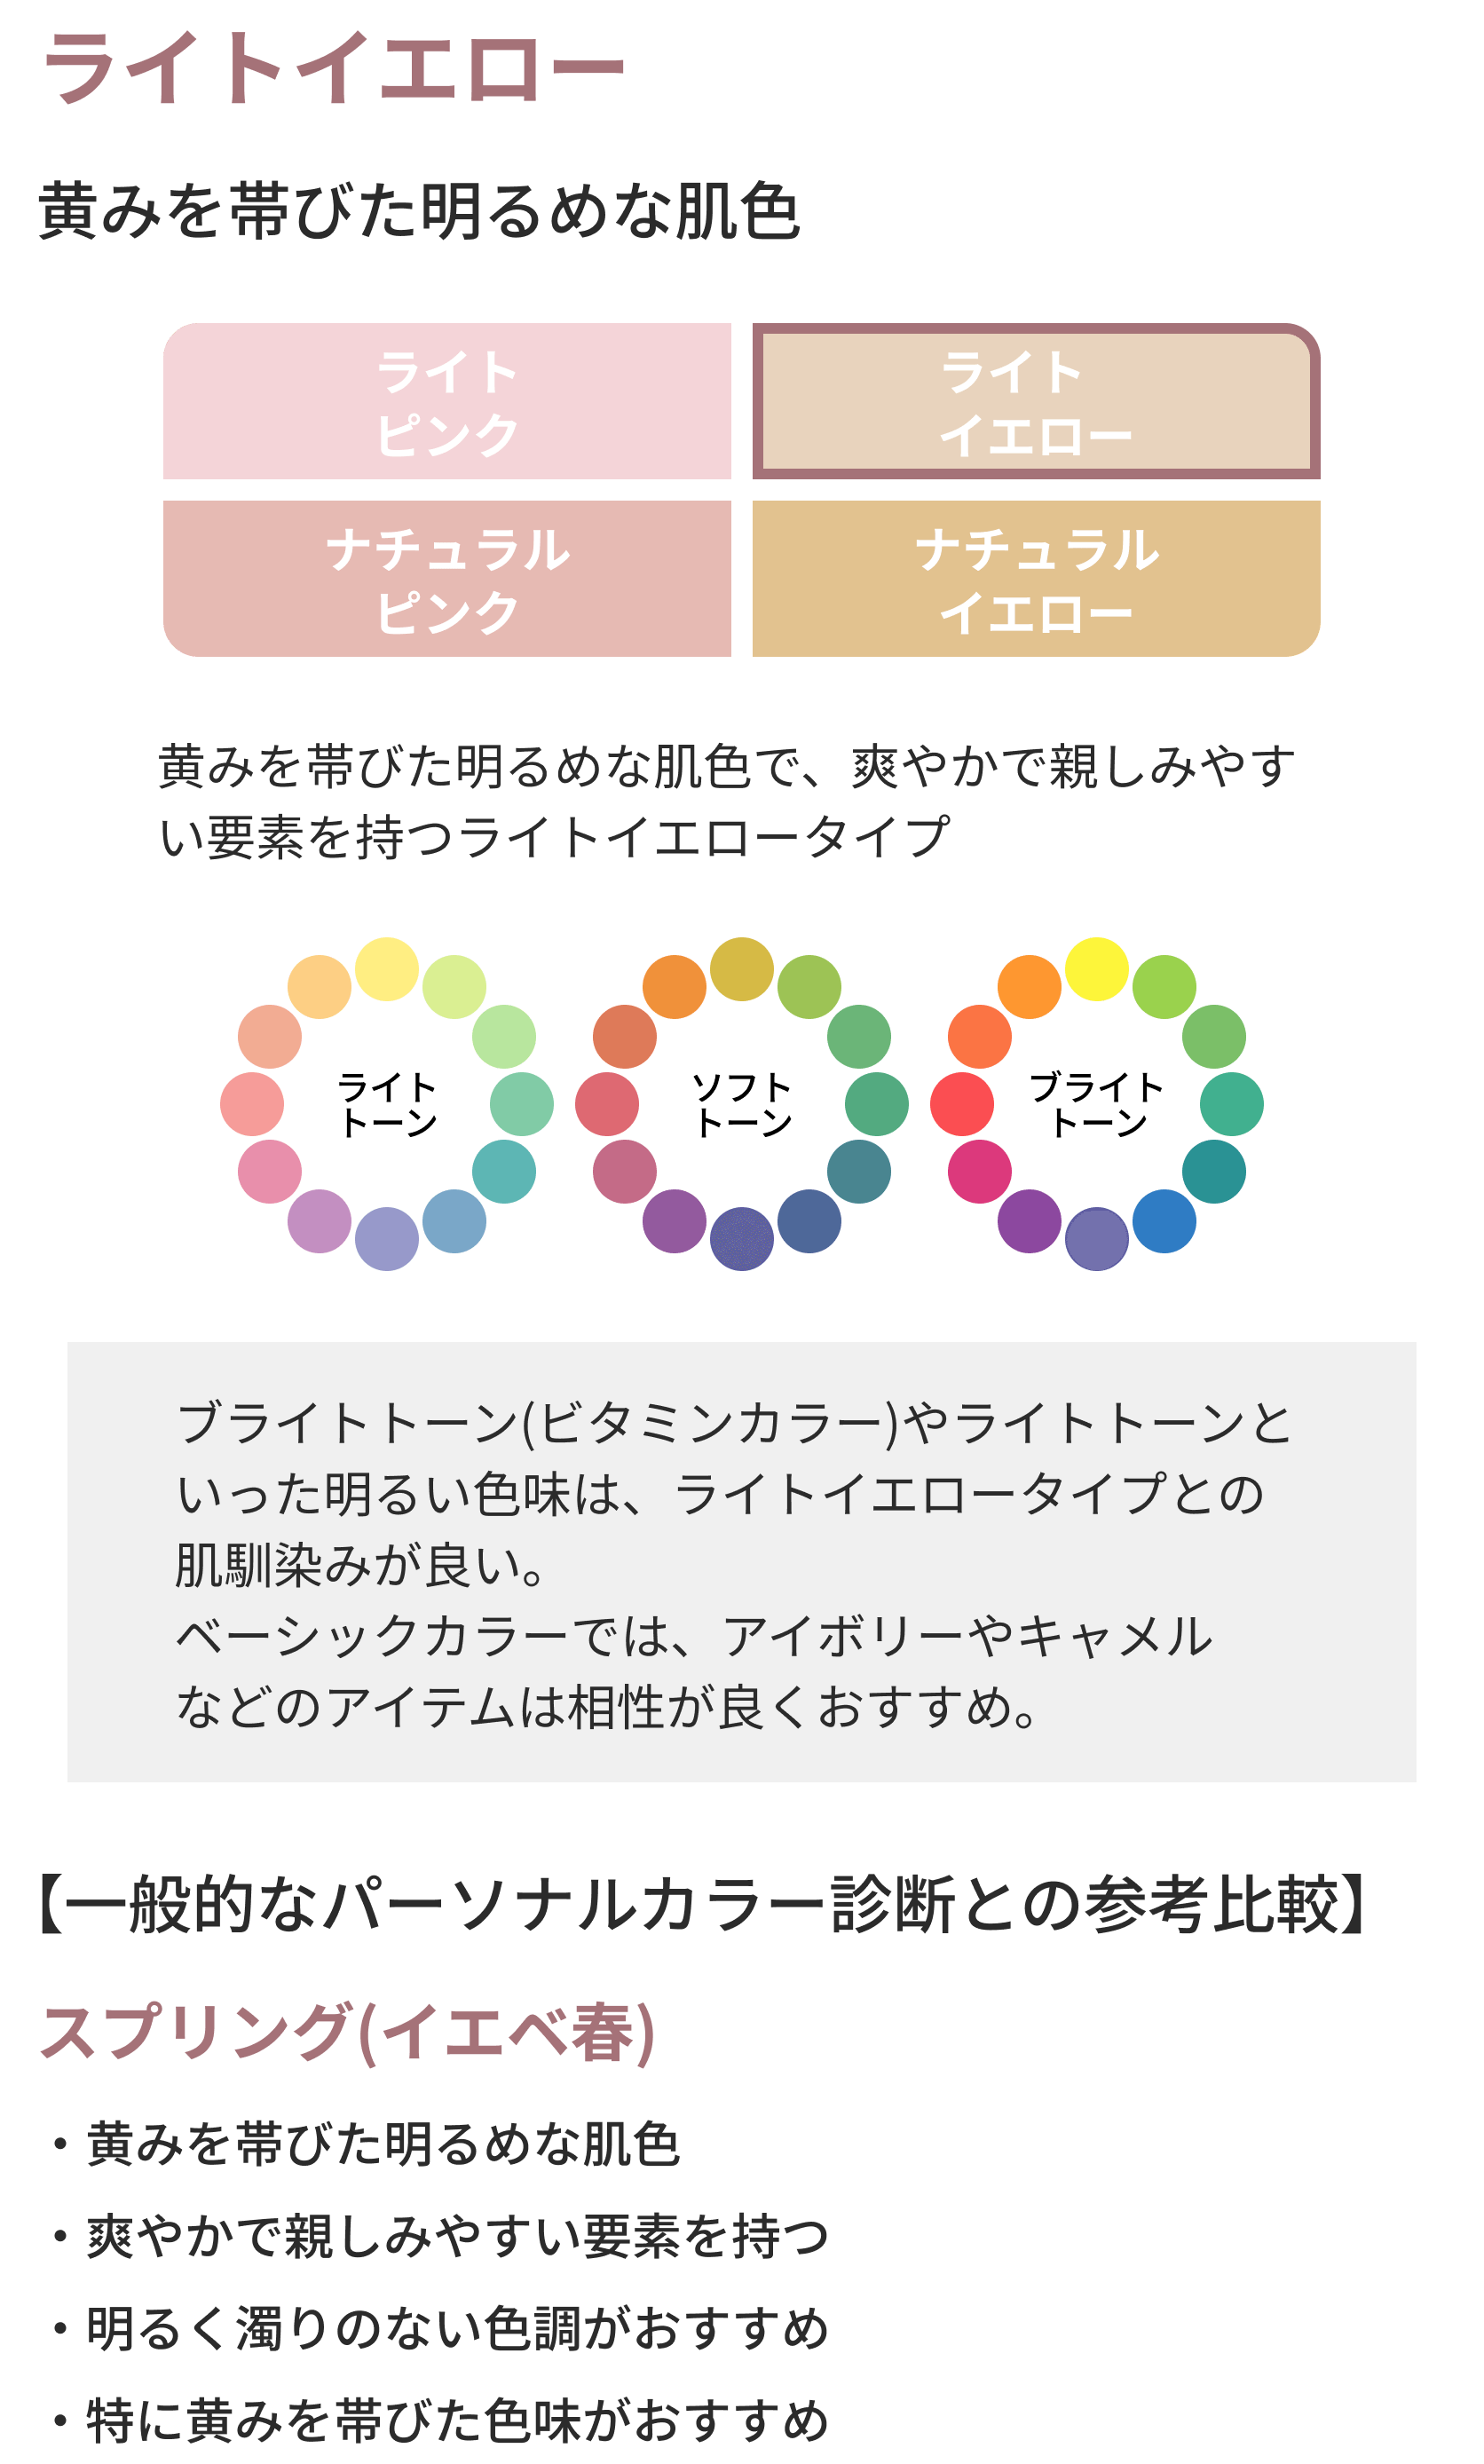 ライトイエロー
黄みを帯びた明るめな肌色
ライト
ピンク
ライト
イエロー
ナチュラル
ピンク
ナチュラル
イエロー
黄みを帯びた明るめな肌色で、爽やかで親しみやす
い要素を持つライトイエロータイプ
ライト
トーン
ソフト
トーン
ブライト
トーン
ブライトトーン(ビタミンカラー)やライトトーンと
いった明るい色味は、ライトイエロータイプとの
肌馴染みが良い。
ベーシックカラーでは、アイボリーやキャメル
などのアイテムは相性が良くおすすめ。
【一般的なパーソナルカラー診断との参考比較】
スプリング(イエベ春)
・黄みを帯びた明るめな肌色
・爽やかで親しみやすい要素を持つ
・明るく濁りのない色調がおすすめ
・特に黄みを帯びた色味がおすすめ